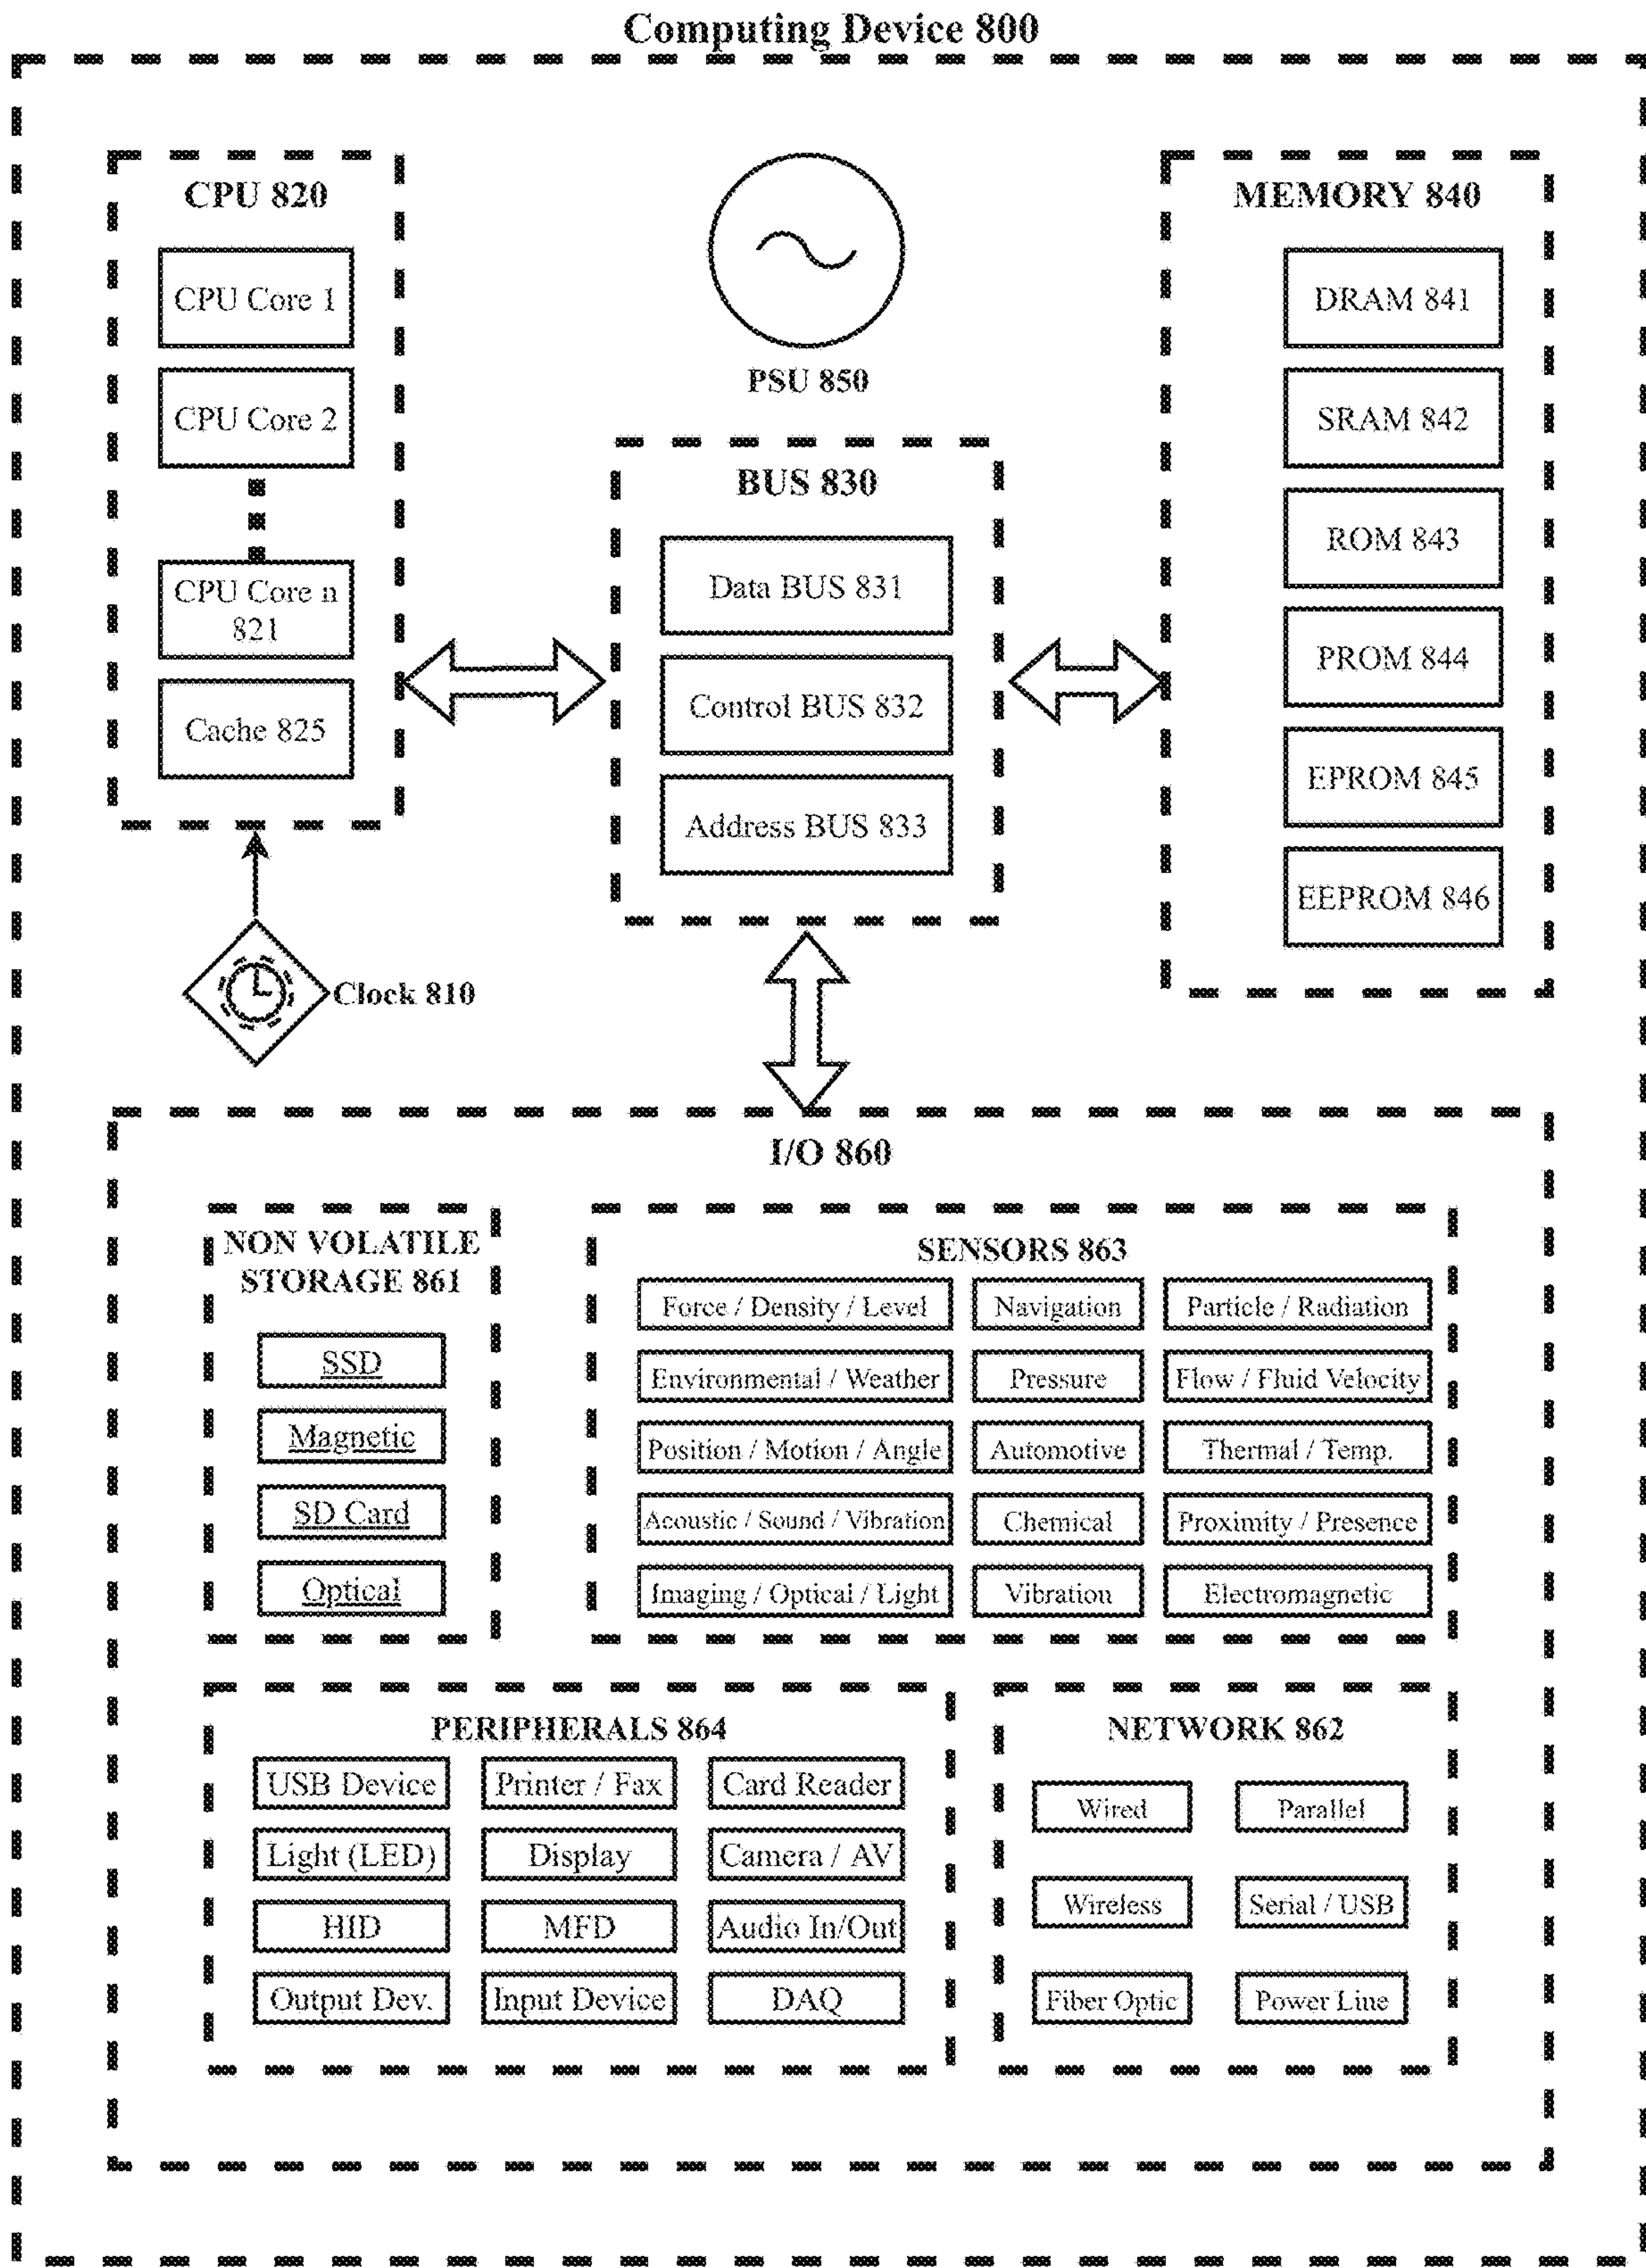 Computing Device 800
CPU 820
CPU Core 1
CPU Core 2
CPU Core n
821
Cache 825
Clock 810
PSU 850
BUS 830
Data BUS 831
Control BUS 832
Address BUS 833
MEMORY 840
DRAM 841
SRAM 842
ROM 843
PROM 844
EPROM 845
EEPROM 846
I/O 860
NON VOLATILE
STORAGE 861
SSD
Magnetic
SD Card
Optical
SENSORS 863
Force / Density / Level
Navigation
Particle / Radiation
Environmental / Weather
Pressure
Flow / Fluid Velocity
Position / Motion / Angle
Automotive
Thermal / Temp.
Acoustic / Sound / Vibration
Chemical
Proximity / Presence
Imaging / Optical / Light
Vibration
Electromagnetic
PERIPHERALS 864
USB Device
Printer / Fax
Card Reader
Light (LED)
Display
Camera / AV
HID
MFD
Audio In/Out
Output Dev.
Input Device
DAQ
NETWORK 862
Wired
Parallel
Wireless
Serial / USB
Fiber Optic
Power Line